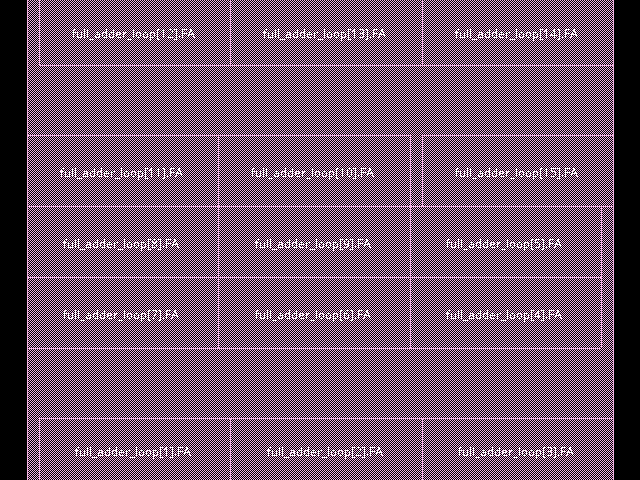 full_adder_loop[12].FA full_adder_loop[13].FA full_adder_loop[14].FA
full_adder_loop[11].FA full_adder_loop[10].FA full_adder_loop[15].FA
full_adder_loop[8].FA full_adder_loop[9].FA full_adder_loop[5].FA
full_adder_loop[7].FA full_adder_loop[6].FA full_adder_loop[4].FA
full_adder_loop[1].FA full_adder_loop[2].FA full_adder_loop[3].FA